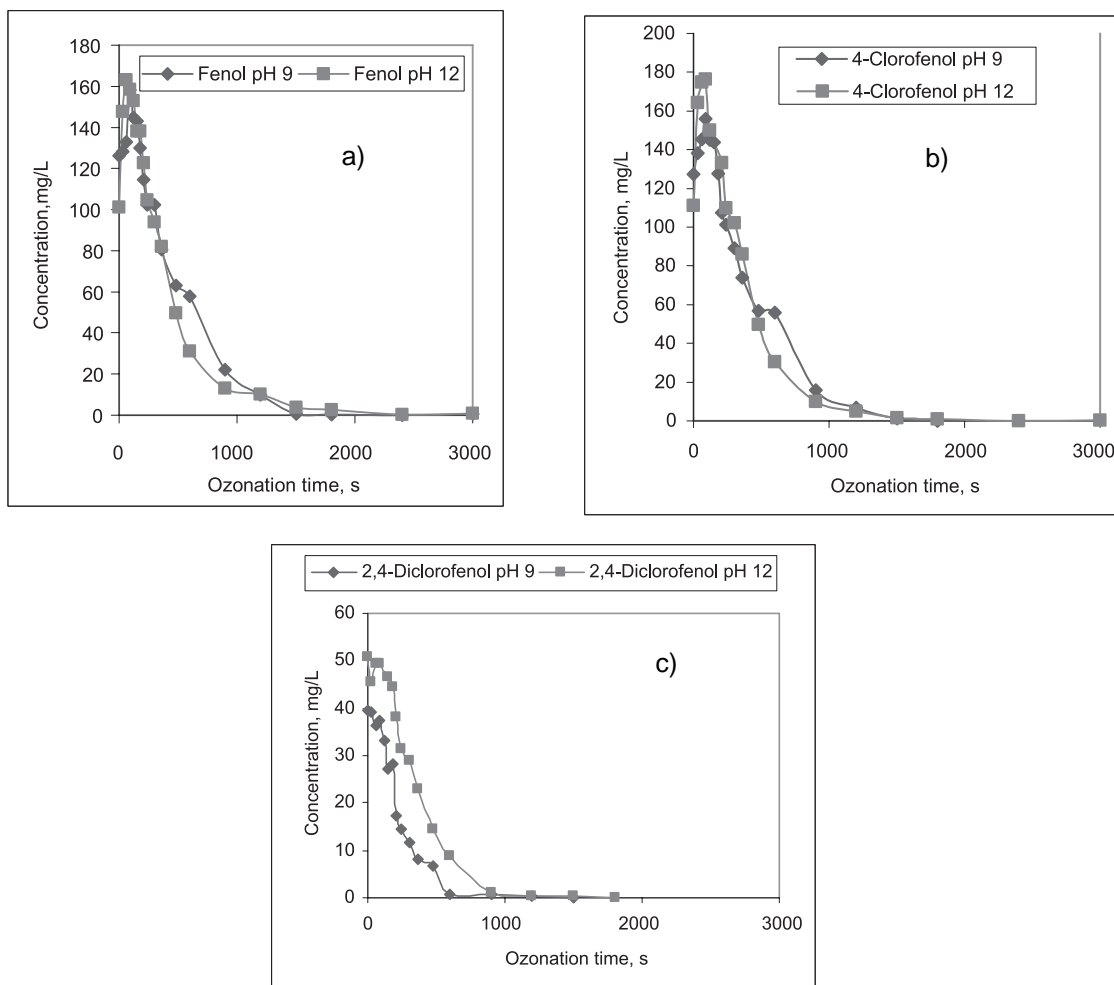 Fenol pH 9 Fenol pH 12
180
160
140
120
100
80
60
40
20
0
Concentration,mg/L
a)
0 1000 2000 3000
Ozonation time, s
4-Clorofenol pH 9
4-Clorofenol pH 12
200
180
160
140
120
100
80
60
40
20
0
Concentration, mg/L
b)
0 1000 2000 3000
Ozonation time, s
2,4-Diclorofenol pH 9 2,4-Diclorofenol pH 12
60
50
40
30
20
10
0
Concentration, mg/L
c)
0 1000 2000 3000
Ozonation time, s